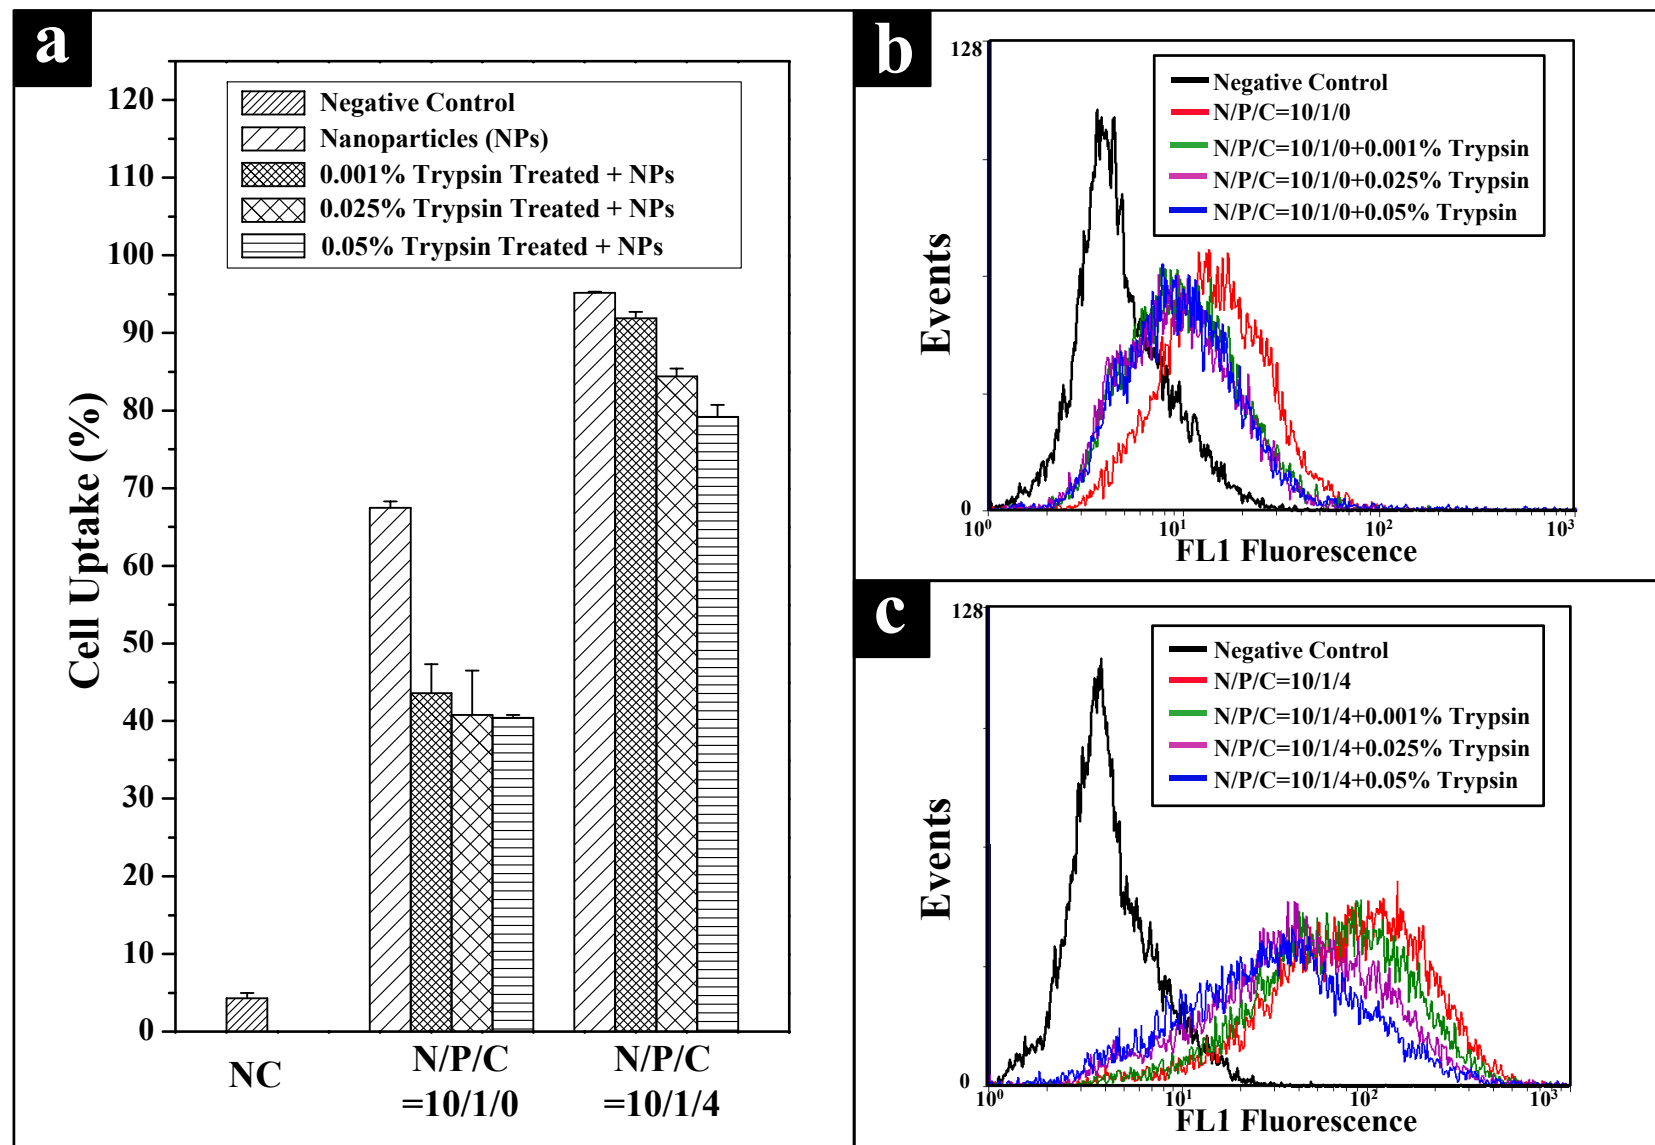 a
120
110
100
90
80
70
60
50
40
30
20
10
0
Cell Uptake (%)
Negative Control
Nanoparticles (NPs)
0.001% Trypsin Treated + NPs
0.025% Trypsin Treated + NPs
0.05% Trypsin Treated + NPs
NC
N/P/C
=10/1/0
N/P/C
=10/1/4
b
128
0
Events
Negative Control
N/P/C=10/1/0
N/P/C=10/1/0+0.001% Trypsin
N/P/C=10/1/0+0.025% Trypsin
N/P/C=10/1/0+0.05% Trypsin
10⁰ 10¹ 10² 10³
FL1 Fluorescence
c
128
0
Events
Negative Control
N/P/C=10/1/4
N/P/C=10/1/4+0.001% Trypsin
N/P/C=10/1/4+0.025% Trypsin
N/P/C=10/1/4+0.05% Trypsin
10⁰ 10¹ 10² 10³
FL1 Fluorescence